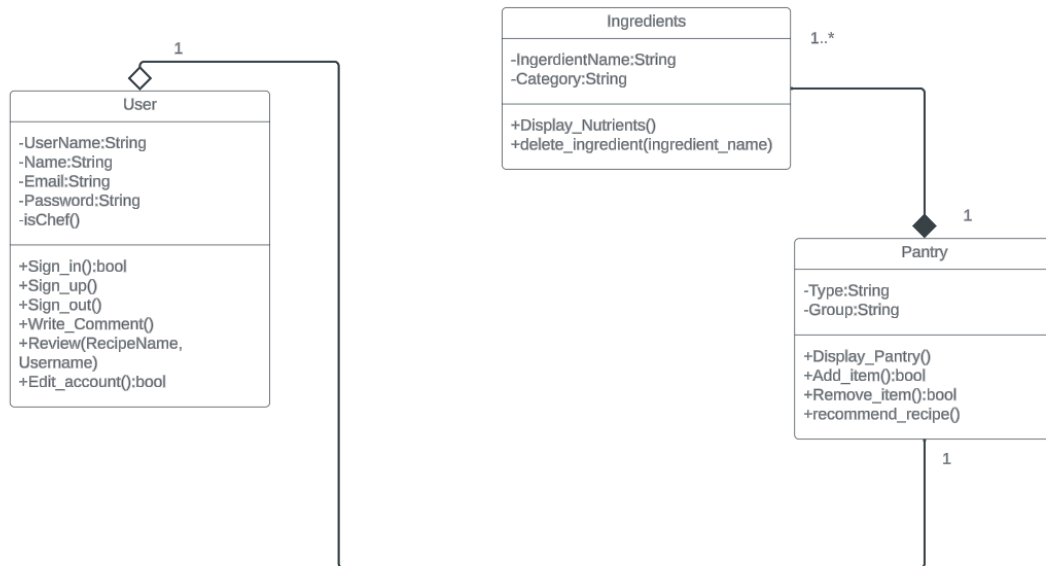 1
User
-UserName:String
-Name:String
-Email:String
-Password:String
-isChef()
+Sign_in():bool
+Sign_up()
+Sign_out()
+Write_Comment()
+Review(RecipeName,
Username)
+Edit_account():bool
Ingredients
-IngerdientName:String
-Category:String
+Display_Nutrients()
+delete_ingredient(ingredient_name)
1..*
1
Pantry
-Type:String
-Group:String
+Display_Pantry()
+Add_item():bool
+Remove_item():bool
+recommend_recipe()
1